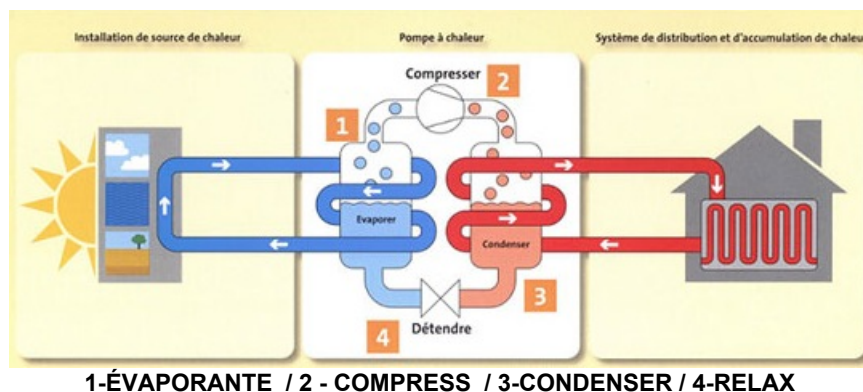 Installation de source de chaleur
Pompe à chaleur
Système de distribution et d'accumulation de chaleur
Compresser
2
1
Evaporer
Condenser
3
4
Détendre
1-ÉVAPORANTE / 2 - COMPRESS / 3-CONDENSER / 4-RELAX